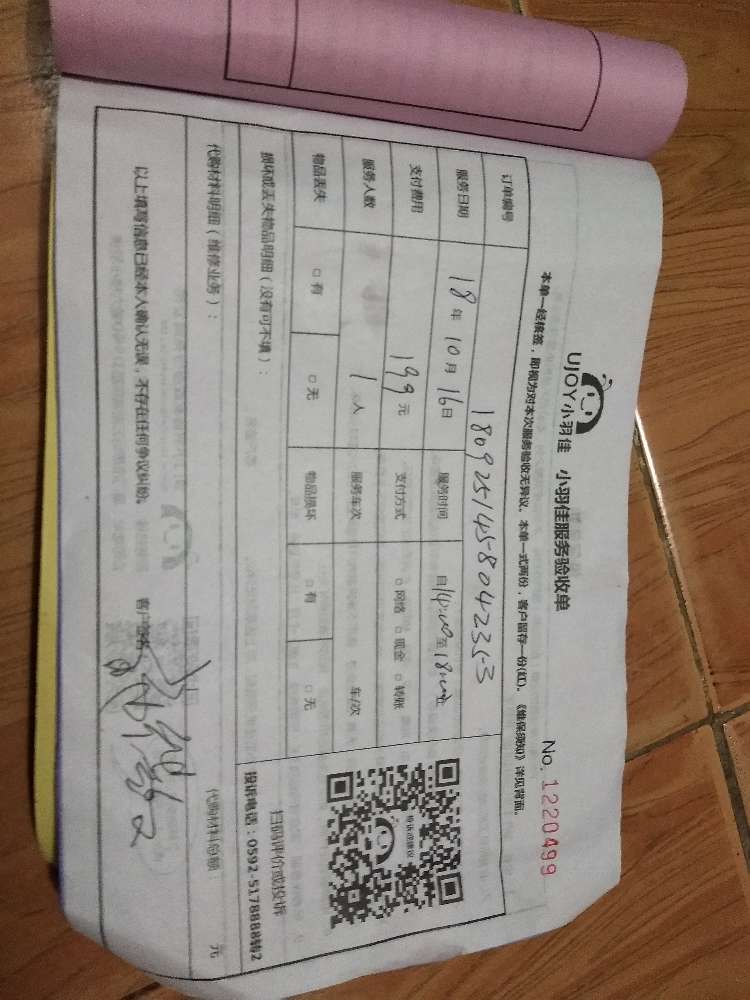 UJOY小羽佳 小羽佳服务验收单
No. 1220499
本单一经核签，即视为对本次服务验收无异议。本单一式两份，客户留存一份(红)。《维保须知》详见背面。
订单编号 180925145804235-3
服务日期 18年10月16日 服务时间 自14:00至18:00止
支付费用 199元 支付方式 □网络 □现金 □转账
服务人数 1人 服务车次 车/次
物品丢失 □有 □无 物品损坏 □有 □无
损坏或丢失物品明细（没有可不填）：
投诉或建议
扫码评价或投诉
投诉电话：0592-5178888转2
代购材料明细（维修业务）： 代购材料总额： 元
以上填写信息已经本人确认无误，不存在任何争议纠纷。 客户签名：